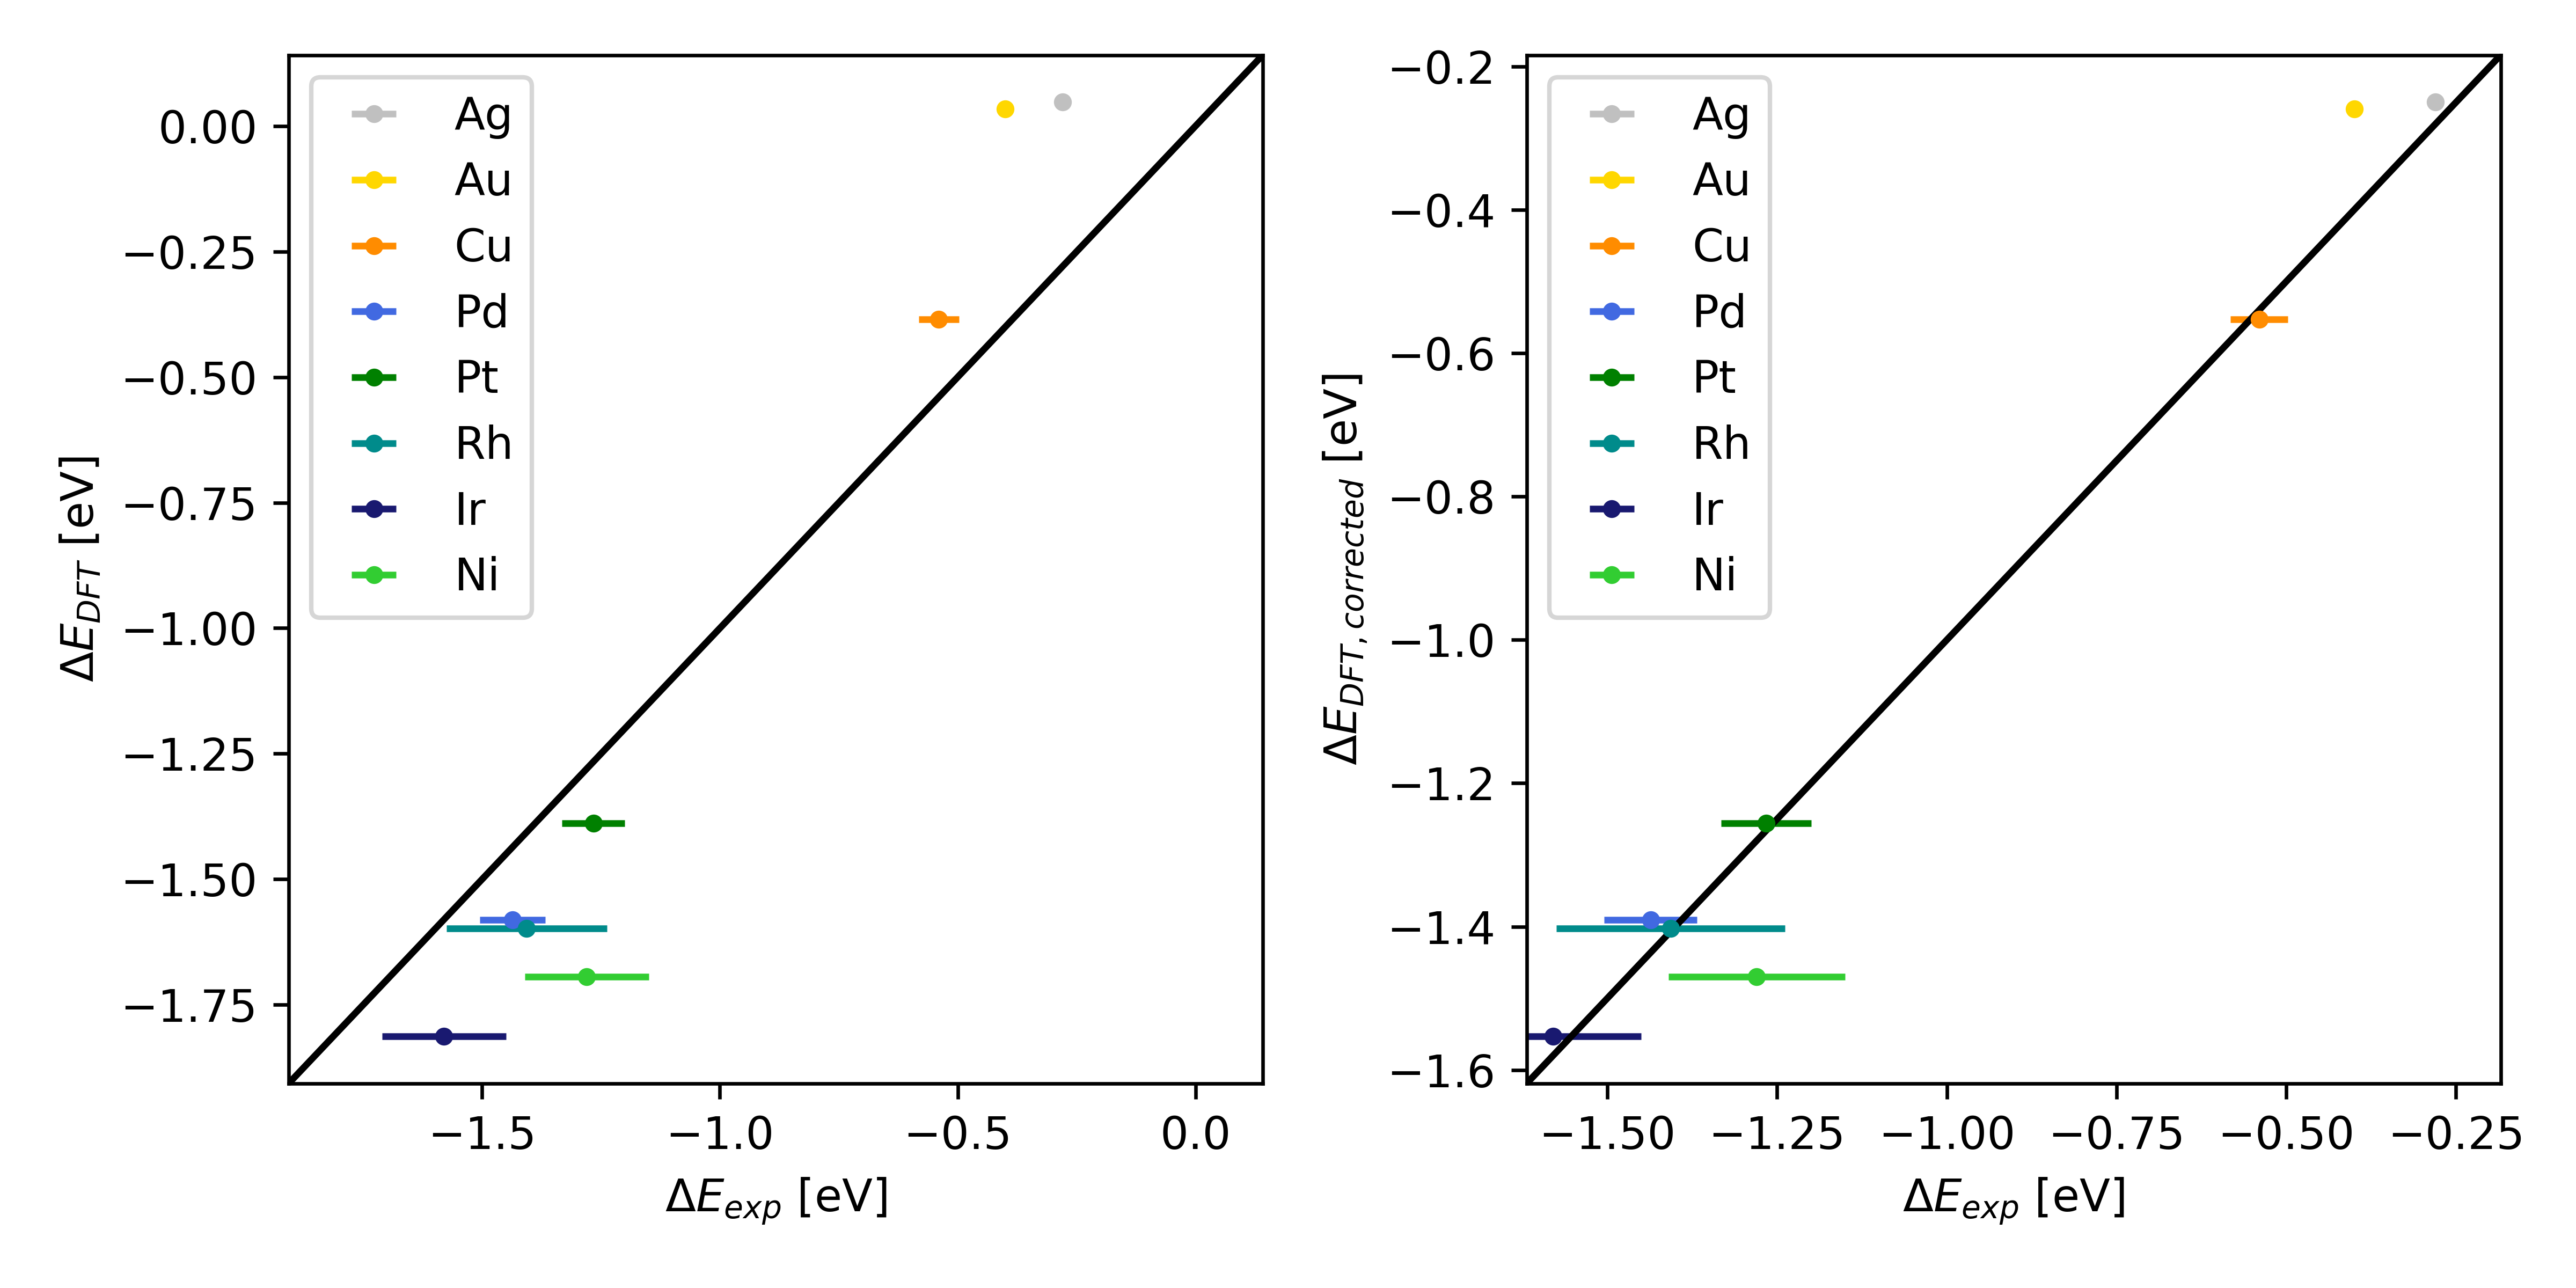 0.00
−0.25
−0.50
−0.75
−1.00
−1.25
−1.50
−1.75
ΔE_DFT [eV]
Ag
Au
Cu
Pd
Pt
Rh
Ir
Ni
−1.5 −1.0 −0.5 0.0
ΔE_exp [eV]
−0.2
−0.4
−0.6
−0.8
−1.0
−1.2
−1.4
−1.6
ΔE_DFT, corrected [eV]
Ag
Au
Cu
Pd
Pt
Rh
Ir
Ni
−1.50 −1.25 −1.00 −0.75 −0.50 −0.25
ΔE_exp [eV]